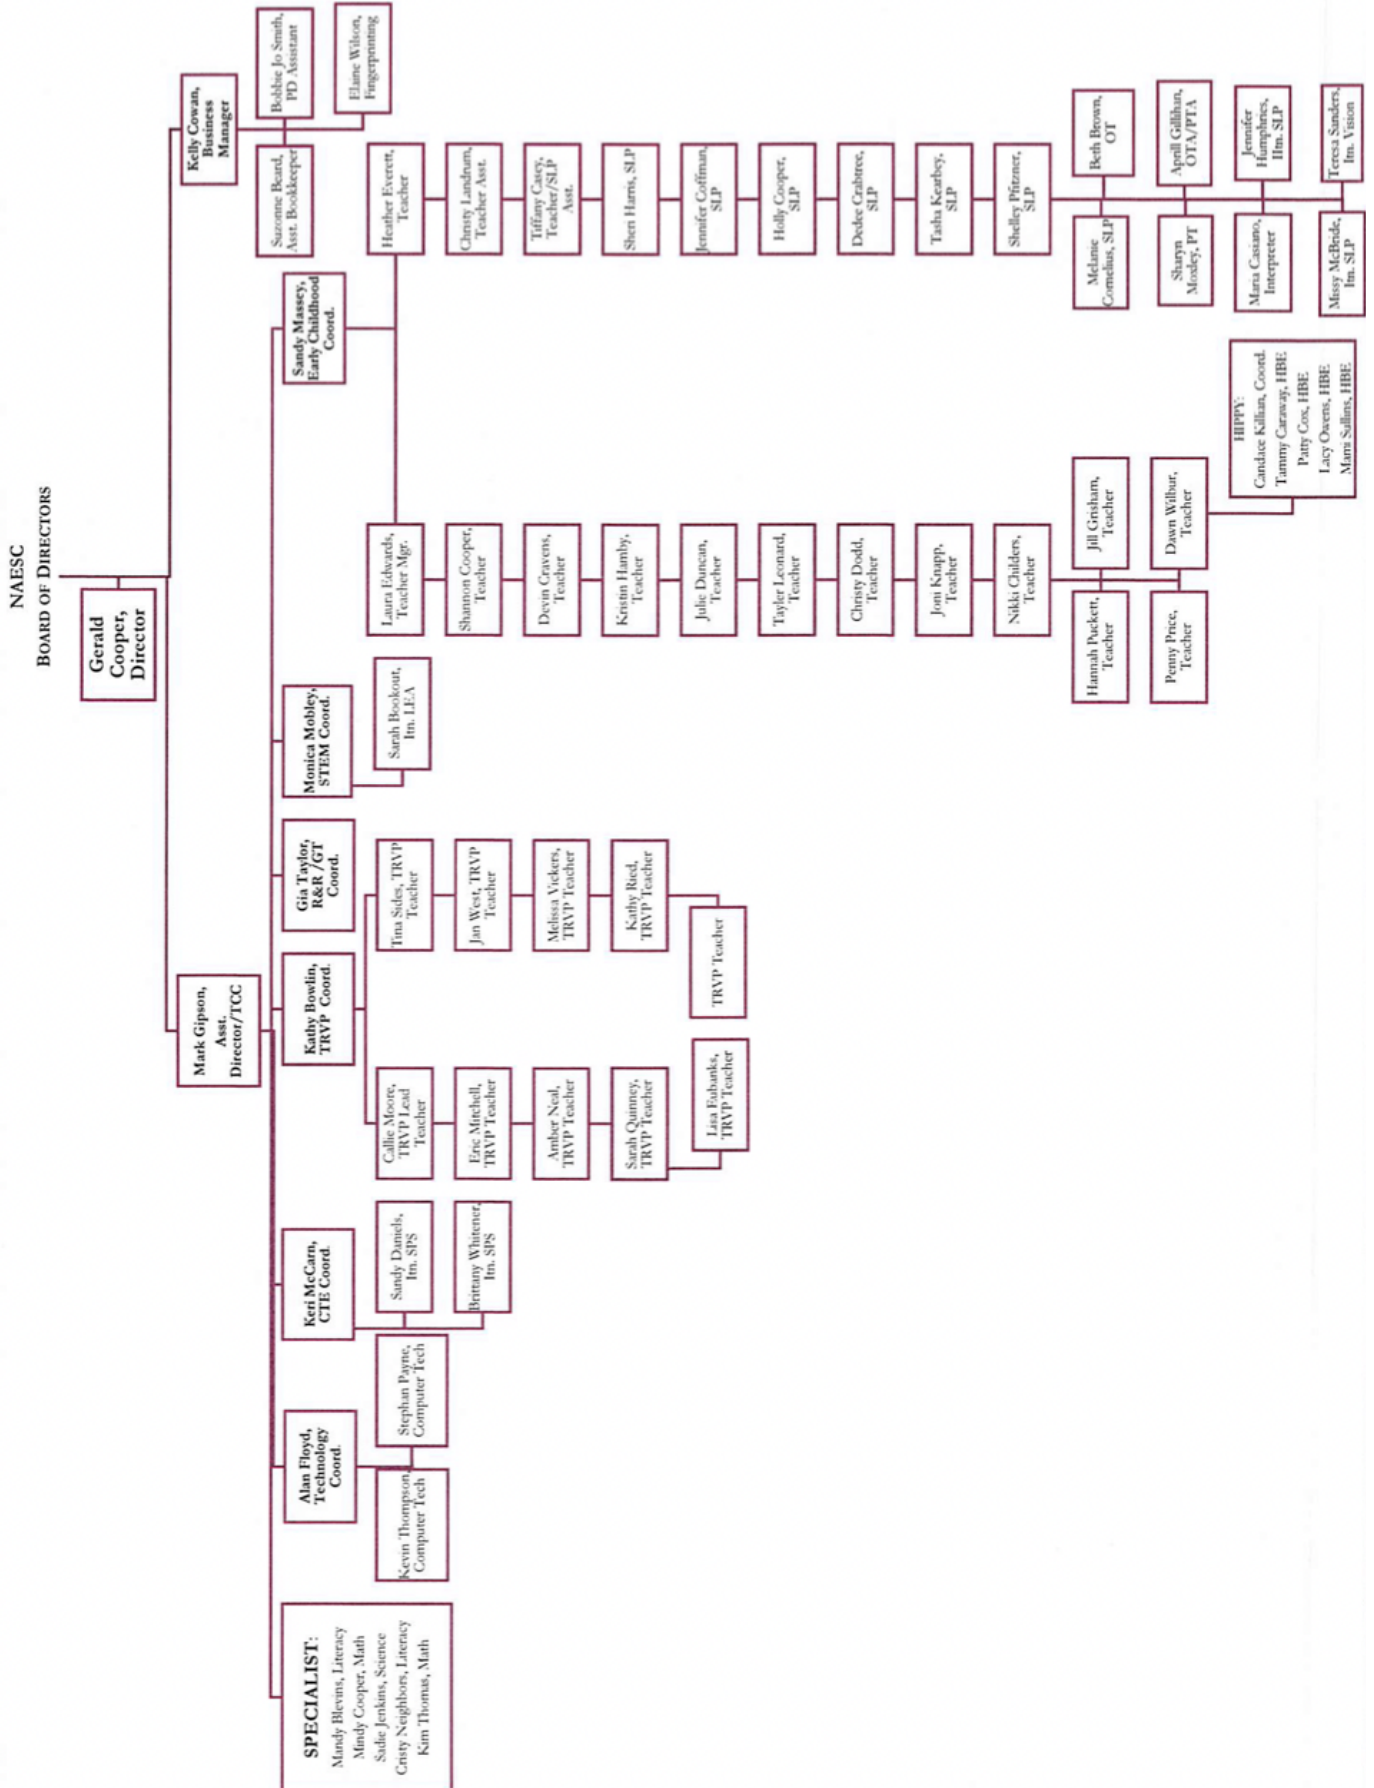 NAESC
BOARD OF DIRECTORS
Gerald
Cooper,
Director
Mark Gipson,
Asst.
Director/TCC
Kelly Cowan,
Business
Manager
Suzonne Beard,
Asst. Bookkeeper
Bobbie Jo Smith,
PD Assistant
Elaine Wilson,
Fingerprinting
SPECIALIST:
Mandy Blevins, Literacy
Mindy Cooper, Math
Sadie Jenkins, Science
Cristy Neighbors, Literacy
Kim Thomas, Math
Alan Floyd,
Technology
Coord.
Kevin Thompson,
Computer Tech
Stephan Payne,
Computer Tech
Keri McCarn,
CTE Coord.
Sandy Daniels,
Itn. SPS
Brittany Whitener,
Itn. SPS
Kathy Bowlin,
TRVP Coord.
Callie Moore,
TRVP Lead
Teacher
Eric Mitchell,
TRVP Teacher
Amber Neal,
TRVP Teacher
Sarah Quinney,
TRVP Teacher
Lisa Eubanks,
TRVP Teacher
Tina Sides, TRVP
Teacher
Jan West, TRVP
Teacher
Melissa Vickers,
TRVP Teacher
Kathy Ried,
TRVP Teacher
TRVP Teacher
Gia Taylor,
R&R /GT
Coord.
Monica Mobley,
STEM Coord.
Sarah Bookout,
Itn. LEA
Sandy Massey,
Early Childhood
Coord.
Laura Edwards,
Teacher Mgr.
Shannon Cooper,
Teacher
Devin Cravens,
Teacher
Kristin Hamby,
Teacher
Julie Duncan,
Teacher
Tayler Leonard,
Teacher
Christy Dodd,
Teacher
Joni Knapp,
Teacher
Nikki Childers,
Teacher
Hannah Puckett,
Teacher
Jill Grisham,
Teacher
Penny Price,
Teacher
Dawn Wilbur,
Teacher
HIPPY:
Candace Killian, Coord.
Tammy Caraway, HBE
Patty Cox, HBE
Lacy Owens, HBE
Mami Sullins, HBE
Heather Everett,
Teacher
Christy Landrum,
Teacher Asst.
Tiffany Casey,
Teacher/SLP
Asst.
Sheri Harris, SLP
Jennifer Coffman,
SLP
Holly Cooper,
SLP
Dedee Crabtree,
SLP
Tasha Kearbey,
SLP
Shelley Pfitzner,
SLP
Melanie
Cornelius, SLP
Beth Brown,
OT
Sharyn
Moxley, PT
Aprill Gillihan,
OTA/PTA
Maria Casiano,
Interpreter
Jennifer
Humphries,
IItn. SLP
Missy McBride,
Itn. SLP
Teresa Sanders,
Itn. Vision